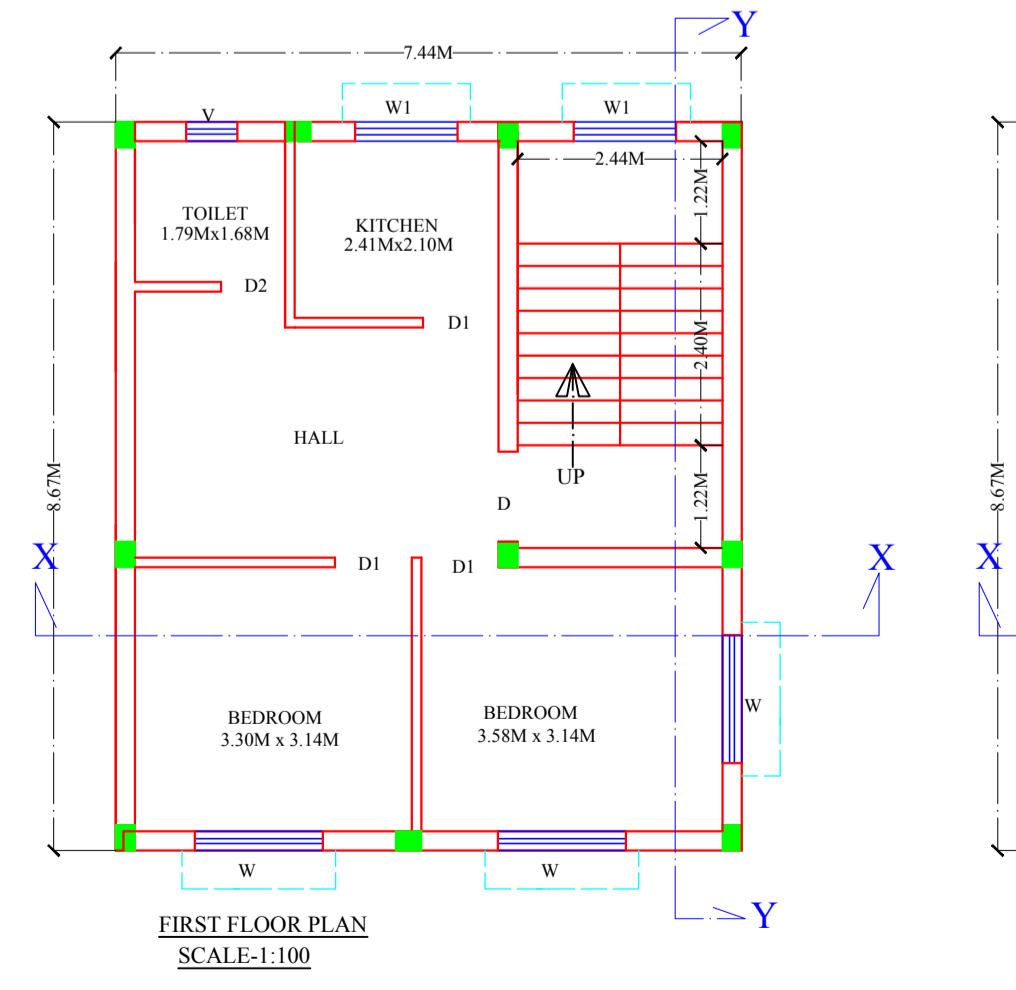 Y
7.44M
V
W1
W1
2.44M
1.22M
TOILET
1.79Mx1.68M
KITCHEN
2.41Mx2.10M
D2
D1
2.40M
HALL
UP
8.67M
8.67M
1.22M
D
X
D1
D1
X
X
W
BEDROOM
3.30M x 3.14M
BEDROOM
3.58M x 3.14M
W
W
Y
FIRST FLOOR PLAN
SCALE-1:100